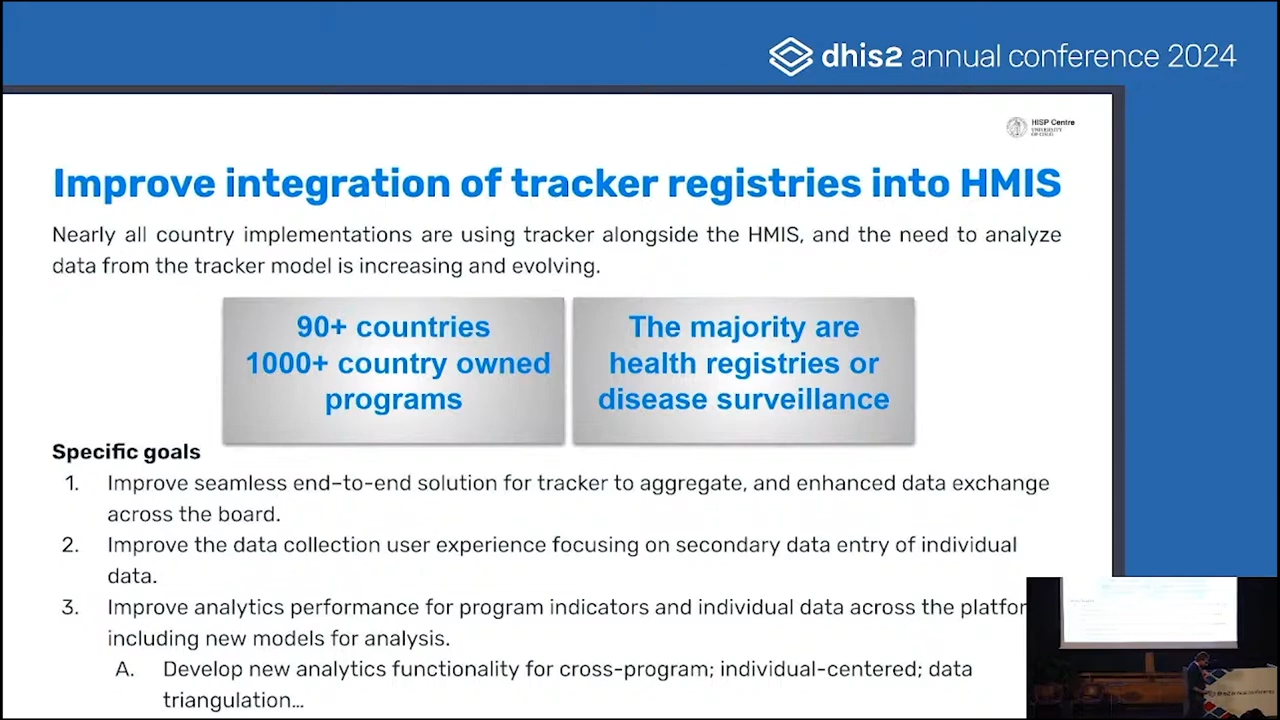 dhis2 annual conference 2024
HISP Centre
UNIVERSITY
OF OSLO
Improve integration of tracker registries into HMIS
Nearly all country implementations are using tracker alongside the HMIS, and the need to analyze
data from the tracker model is increasing and evolving.
90+ countries
1000+ country owned
programs
The majority are
health registries or
disease surveillance
Specific goals
1. Improve seamless end-to-end solution for tracker to aggregate, and enhanced data exchange
across the board.
2. Improve the data collection user experience focusing on secondary data entry of individual
data.
3. Improve analytics performance for program indicators and individual data across the platfor
including new models for analysis.
A. Develop new analytics functionality for cross-program; individual-centered; data
triangulation...
dhis2 annual conference